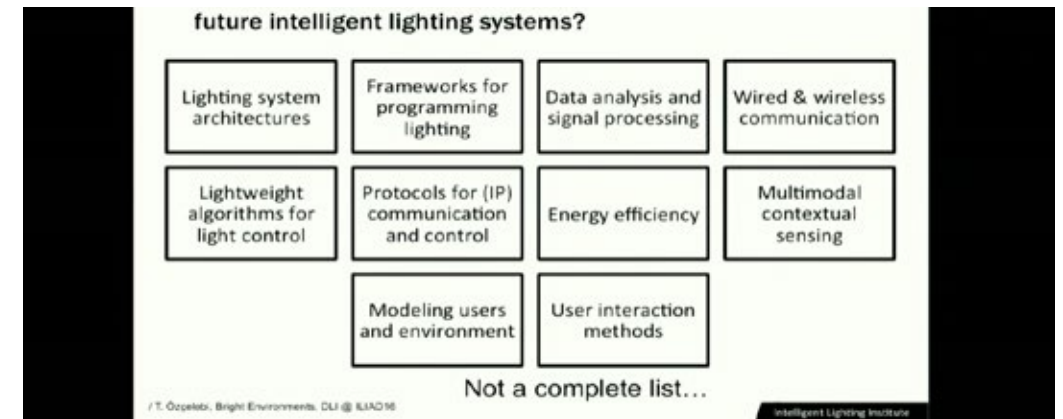 future intelligent lighting systems?
Lighting system
architectures
Frameworks for
programming
lighting
Data analysis and
signal processing
Wired & wireless
communication
Lightweight
algorithms for
light control
Protocols for (IP)
communication
and control
Energy efficiency
Multimodal
contextual
sensing
Modeling users
and environment
User interaction
methods
Not a complete list...
/ T. Özçelebi, Bright Environments, DLI @ ILIAD16
Intelligent Lighting Institute